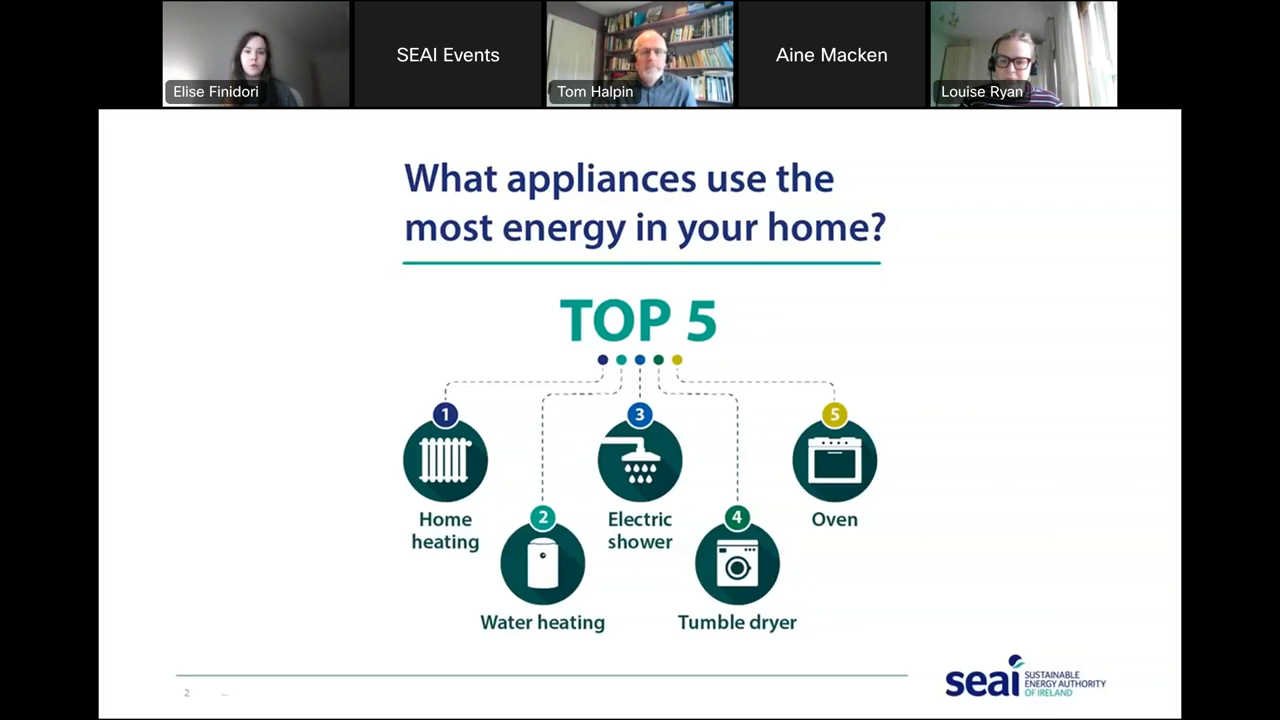 SEAI Events
Aine Macken
Elise Finidori
Tom Halpin
Louise Ryan
What appliances use the
most energy in your home?
TOP 5
1
3
5
Home
heating
2
Electric
shower
4
Oven
Water heating
Tumble dryer
2
seai
SUSTAINABLE
ENERGY AUTHORITY
OF IRELAND